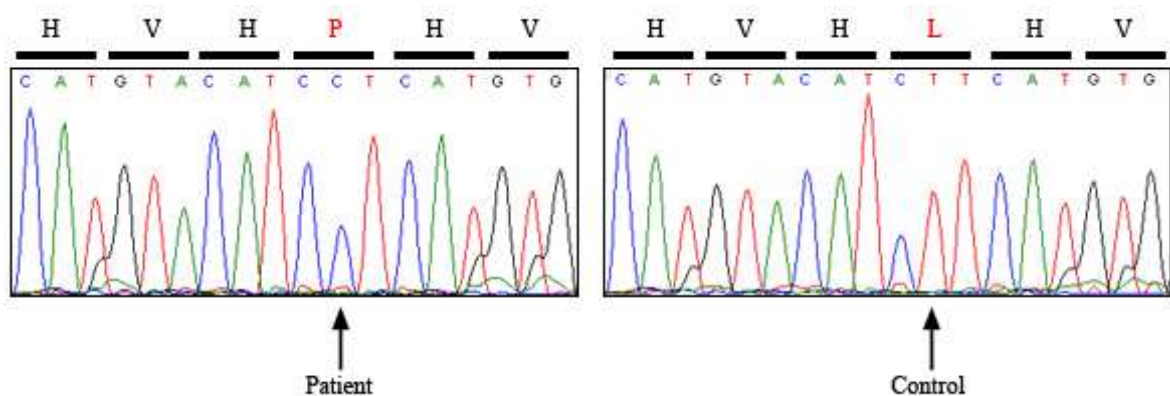 H V H P H V H V H L H V
C A T G T A C A T C C T C A T G T G C A T G T A C A T C T T C A T G T G
Patient Control